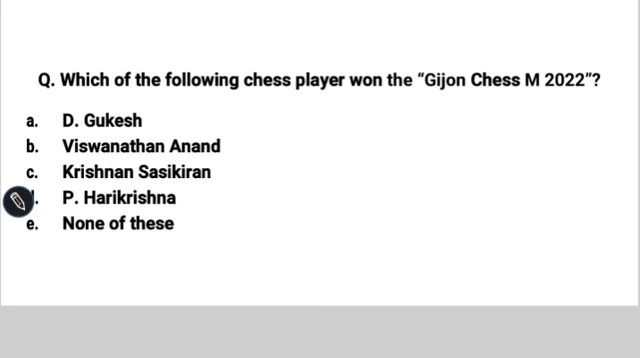 Q. Which of the following chess player won the “Gijon Chess M 2022”?
a. D. Gukesh
b. Viswanathan Anand
c. Krishnan Sasikiran
. P. Harikrishna
e. None of these